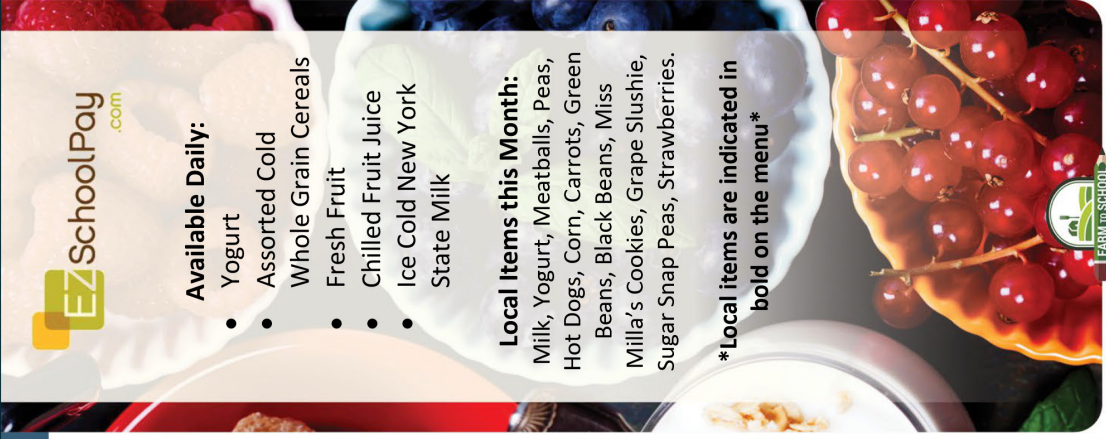 EZSchoolPay
.com
Available Daily:
• Yogurt
• Assorted Cold
Whole Grain Cereals
• Fresh Fruit
• Chilled Fruit Juice
• Ice Cold New York
State Milk
Local Items this Month:
Milk, Yogurt, Meatballs, Peas,
Hot Dogs, Corn, Carrots, Green
Beans, Black Beans, Miss
Milla's Cookies, Grape Slushie,
Sugar Snap Peas, Strawberries.
*Local items are indicated in
bold on the menu*
FARM TO SCHOOL